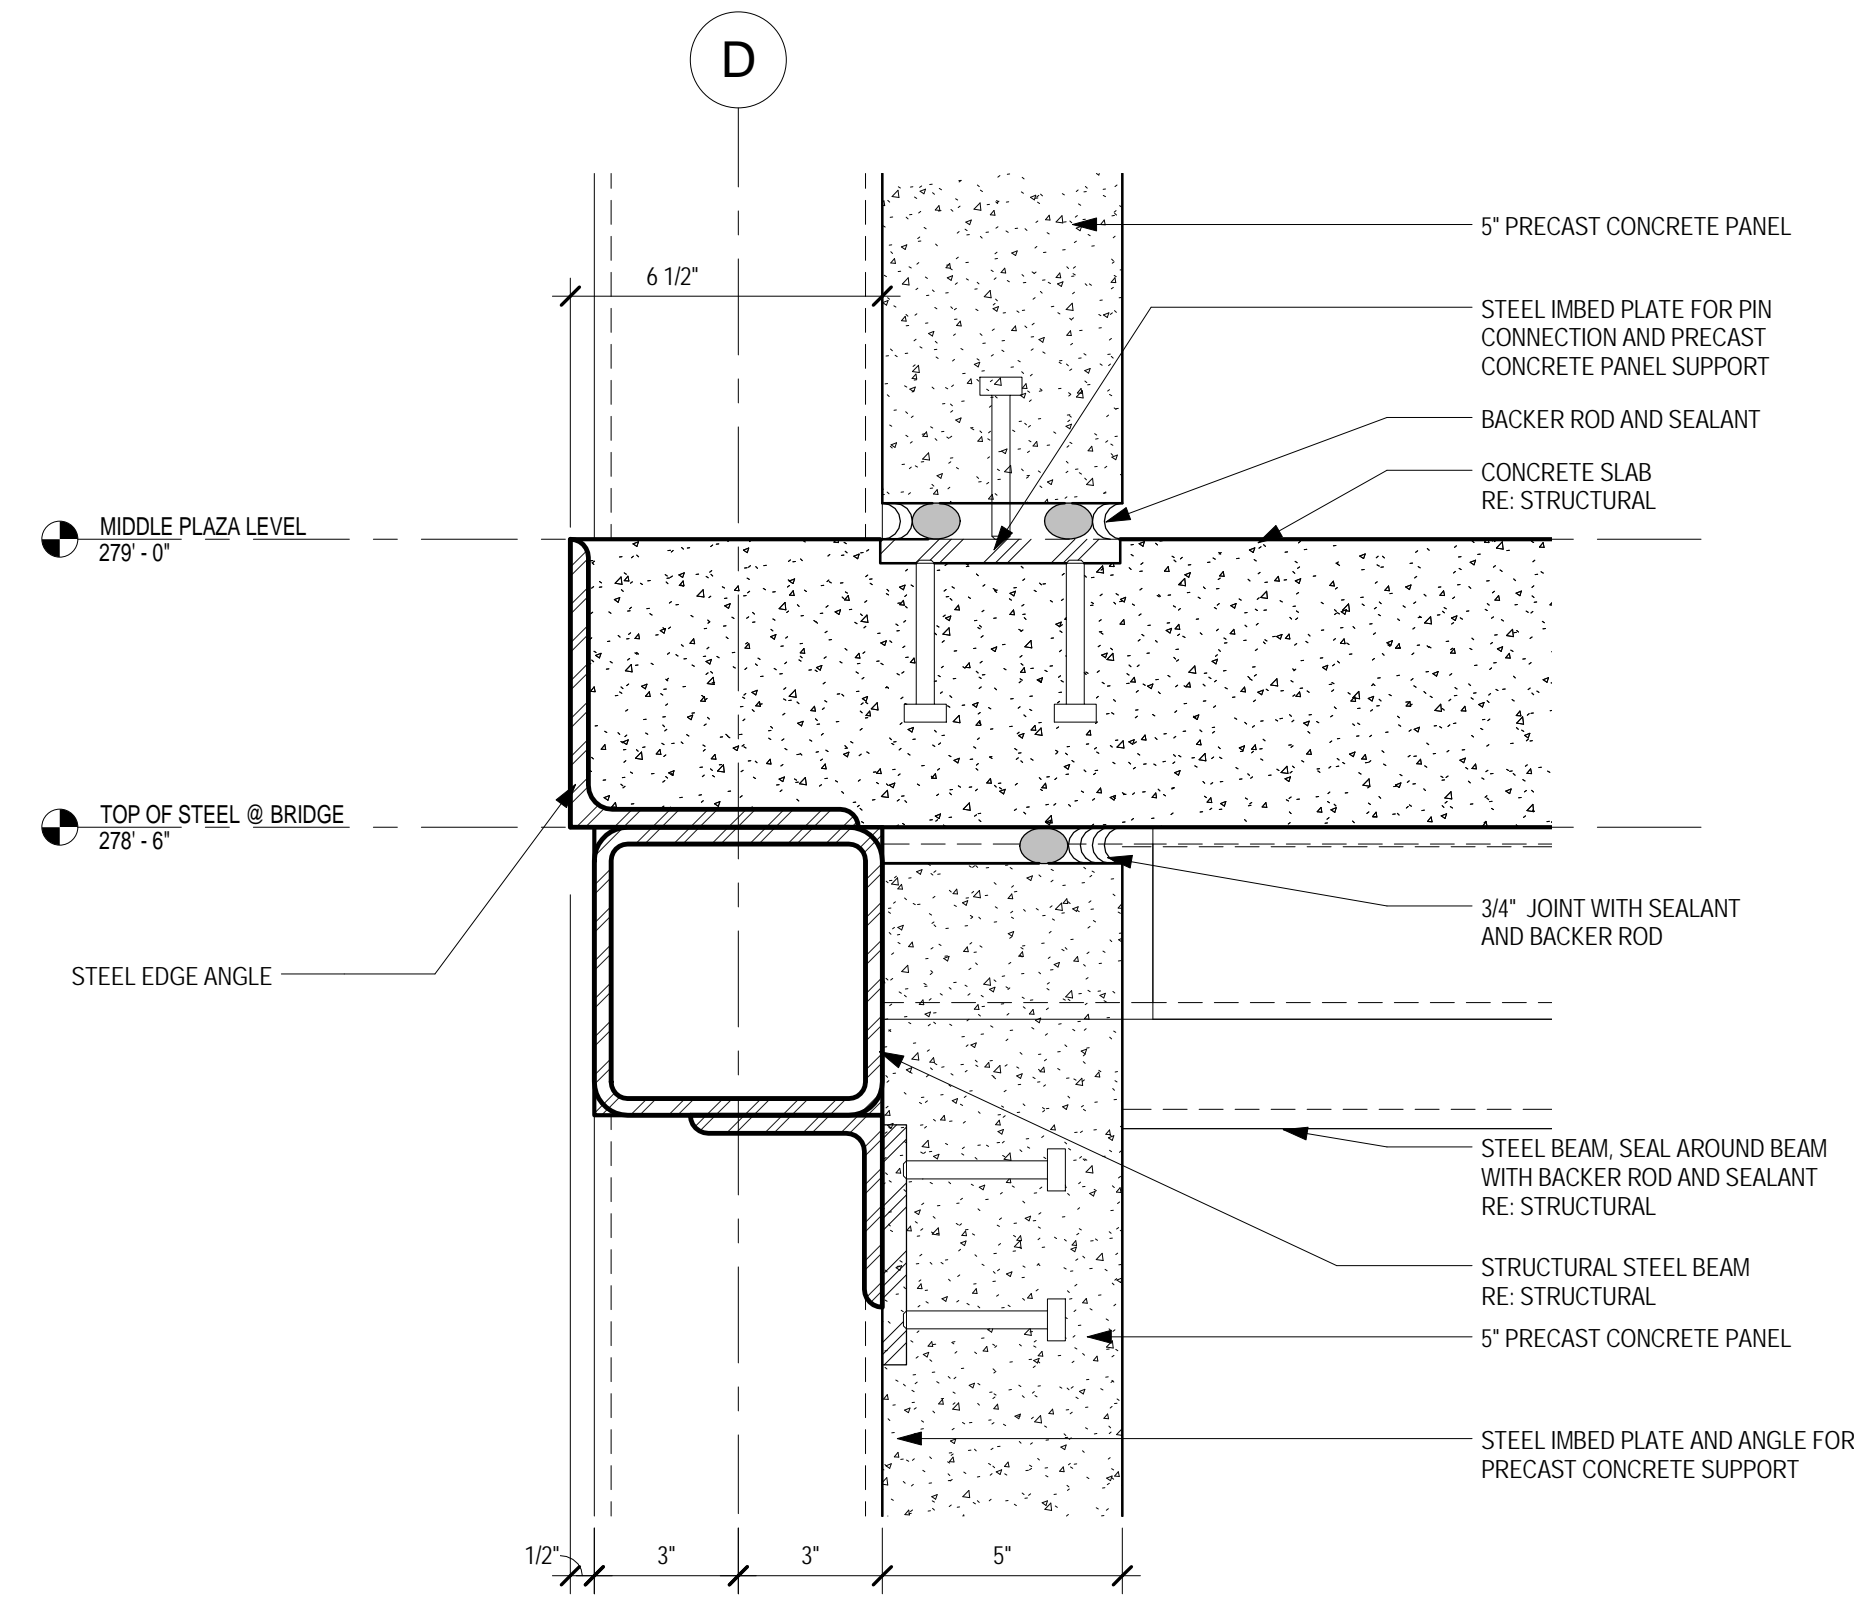 D
6 1/2"
5" PRECAST CONCRETE PANEL
STEEL IMBED PLATE FOR PIN
CONNECTION AND PRECAST
CONCRETE PANEL SUPPORT
BACKER ROD AND SEALANT
CONCRETE SLAB
RE: STRUCTURAL
MIDDLE PLAZA LEVEL
279' - 0"
TOP OF STEEL @ BRIDGE
278' - 6"
STEEL EDGE ANGLE
3/4" JOINT WITH SEALANT
AND BACKER ROD
STEEL BEAM, SEAL AROUND BEAM
WITH BACKER ROD AND SEALANT
RE: STRUCTURAL
STRUCTURAL STEEL BEAM
RE: STRUCTURAL
5" PRECAST CONCRETE PANEL
STEEL IMBED PLATE AND ANGLE FOR
PRECAST CONCRETE SUPPORT
1/2" 3" 3" 5"